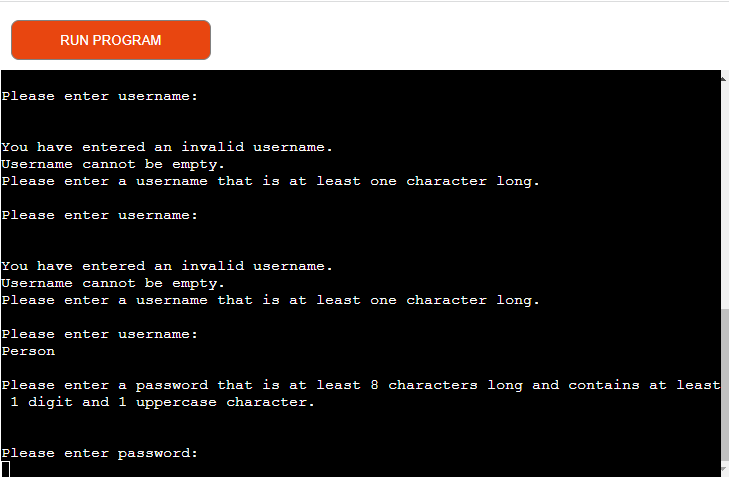 RUN PROGRAM
Please enter username:
You have entered an invalid username.
Username cannot be empty.
Please enter a username that is at least one character long.
Please enter username:
You have entered an invalid username.
Username cannot be empty.
Please enter a username that is at least one character long.
Please enter username:
Person
Please enter a password that is at least 8 characters long and contains at least
1 digit and 1 uppercase character.
Please enter password: